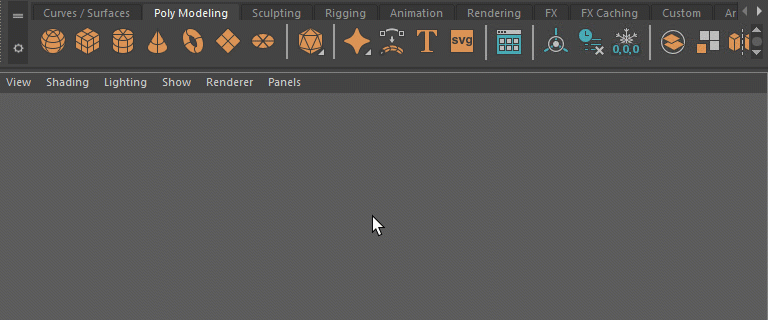 Curves / Surfaces Poly Modeling Sculpting Rigging Animation Rendering FX FX Caching Custom Ar
T svg 0,0,0
View Shading Lighting Show Renderer Panels